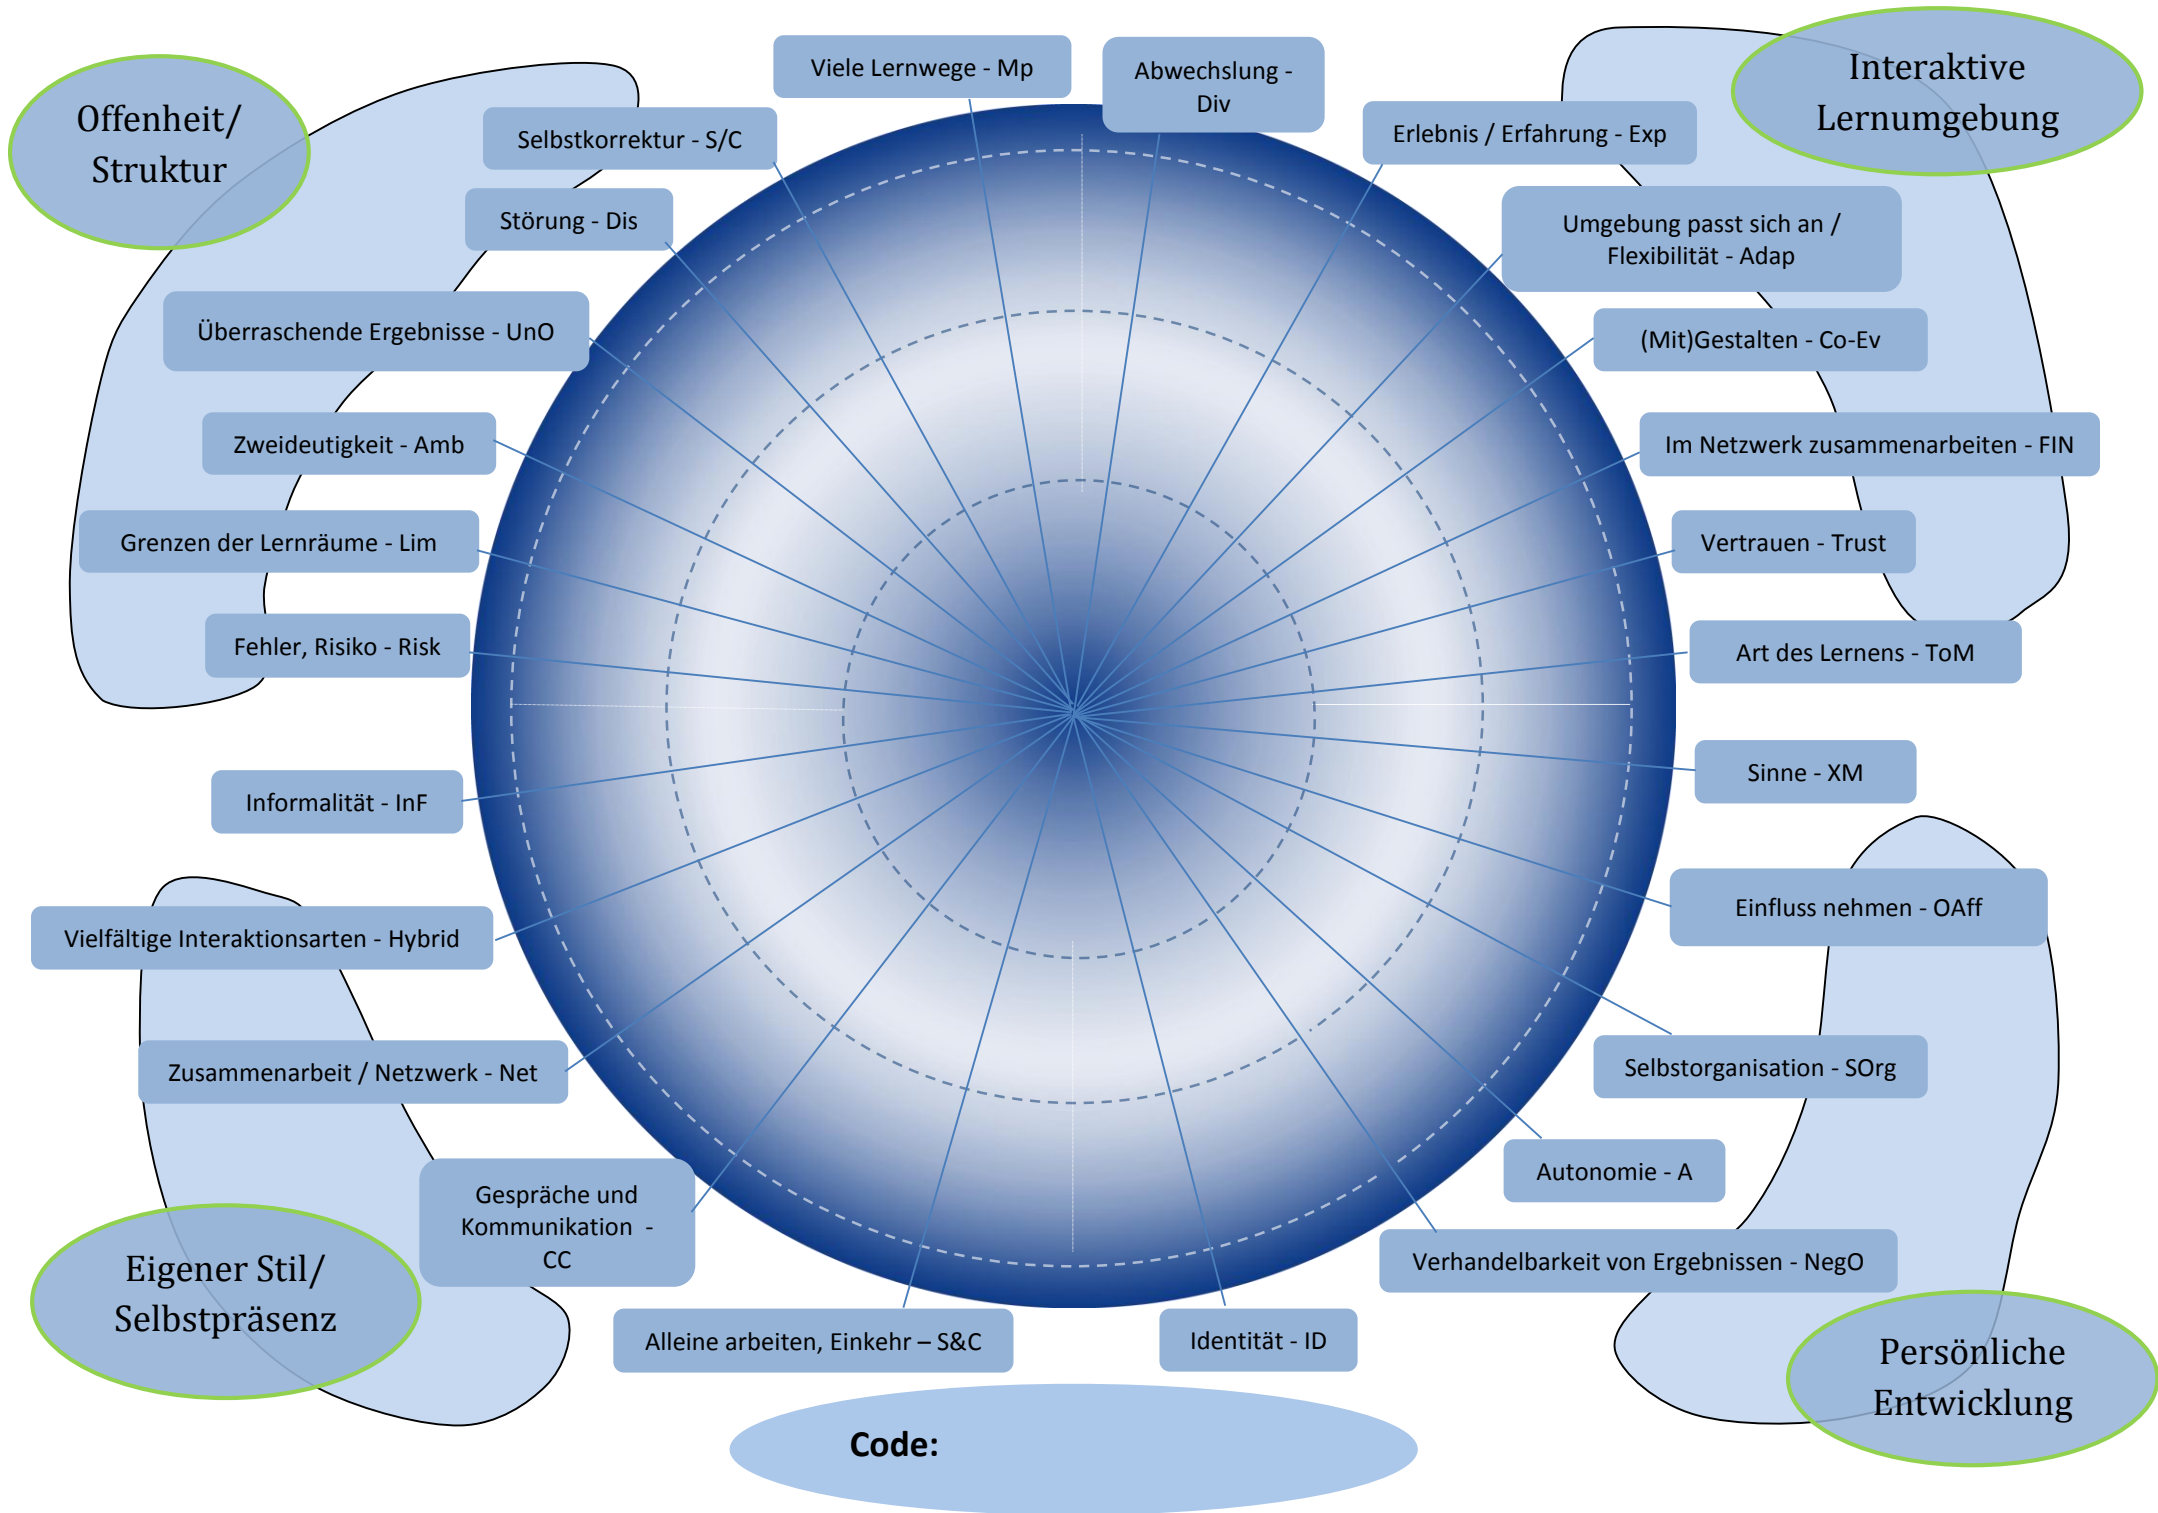 Offenheit/
Struktur
Viele Lernwege - Mp
Abwechslung -
Div
Interaktive
Lernumgebung
Selbstkorrektur - S/C
Erlebnis / Erfahrung - Exp
Störung - Dis
Umgebung passt sich an /
Flexibilität - Adap
Überraschende Ergebnisse - UnO
(Mit)Gestalten - Co-Ev
Zweideutigkeit - Amb
Im Netzwerk zusammenarbeiten - FIN
Grenzen der Lernräume - Lim
Vertrauen - Trust
Fehler, Risiko - Risk
Art des Lernens - ToM
Informalität - InF
Sinne - XM
Vielfältige Interaktionsarten - Hybrid
Einfluss nehmen - OAff
Zusammenarbeit / Netzwerk - Net
Selbstorganisation - SOrg
Gespräche und
Kommunikation -
CC
Autonomie - A
Eigener Stil/
Selbstpräsenz
Verhandelbarkeit von Ergebnissen - NegO
Alleine arbeiten, Einkehr – S&C
Identität - ID
Persönliche
Entwicklung
Code: